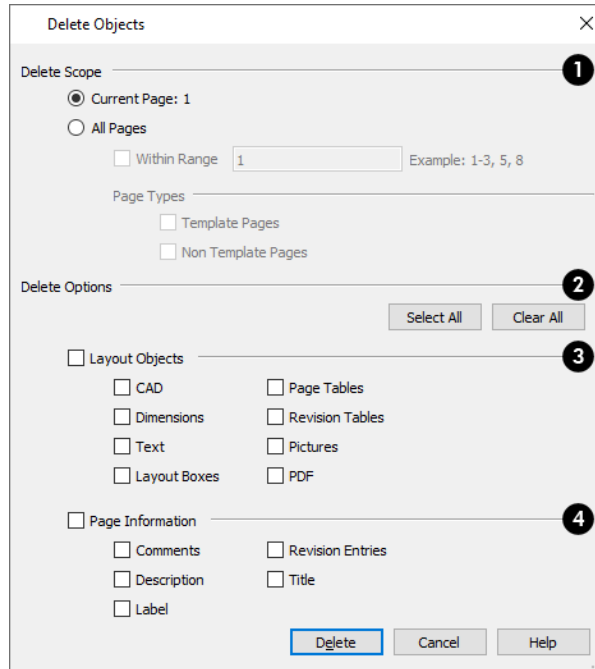 Delete Objects
Delete Scope 1
Current Page: 1
All Pages
Within Range 1 Example: 1-3, 5, 8
Page Types
Template Pages
Non Template Pages
Delete Options 2
Select All Clear All
Layout Objects 3
CAD Page Tables
Dimensions Revision Tables
Text Pictures
Layout Boxes PDF
Page Information 4
Comments Revision Entries
Description Title
Label
Delete Cancel Help